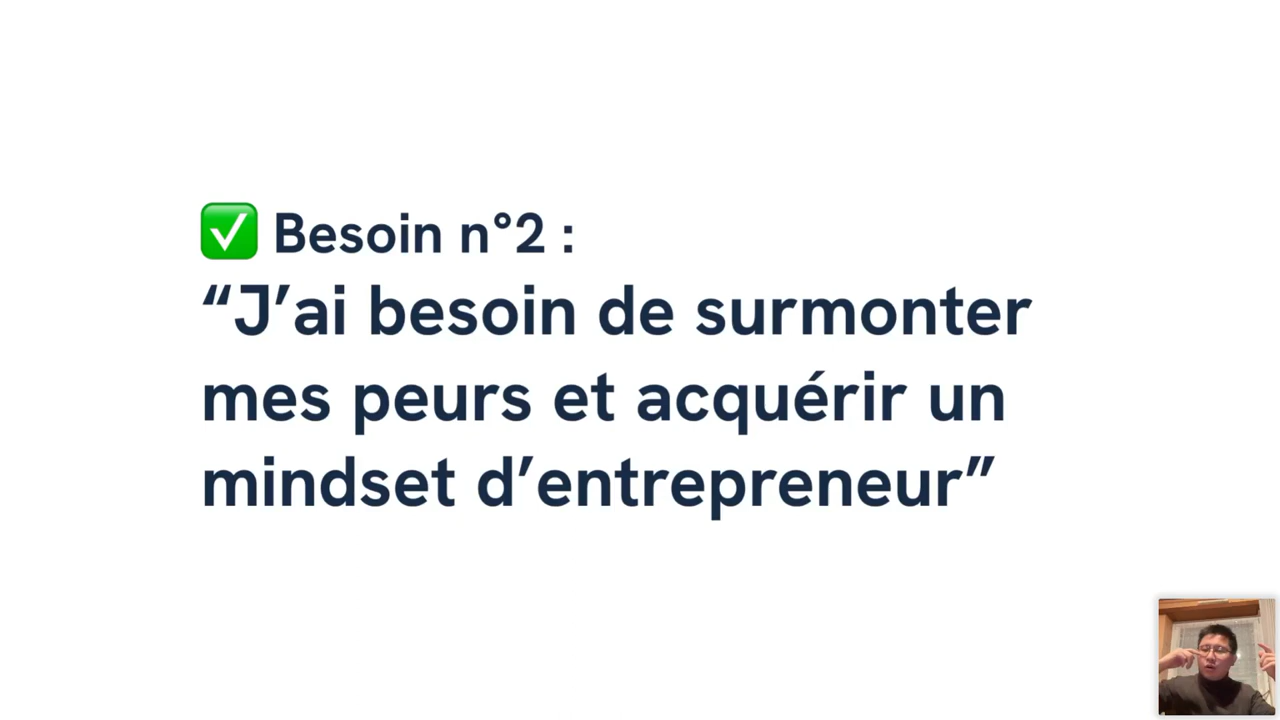 ✅ Besoin n°2 :
“J’ai besoin de surmonter
mes peurs et acquérir un
mindset d’entrepreneur”